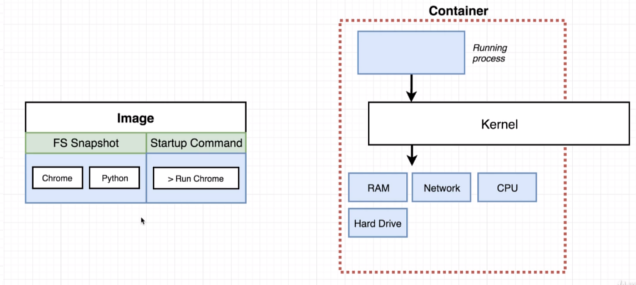 Container
Running
process
Image
Kernel
FS Snapshot
Startup Command
Chrome
Python
> Run Chrome
RAM
Network
CPU
Hard Drive